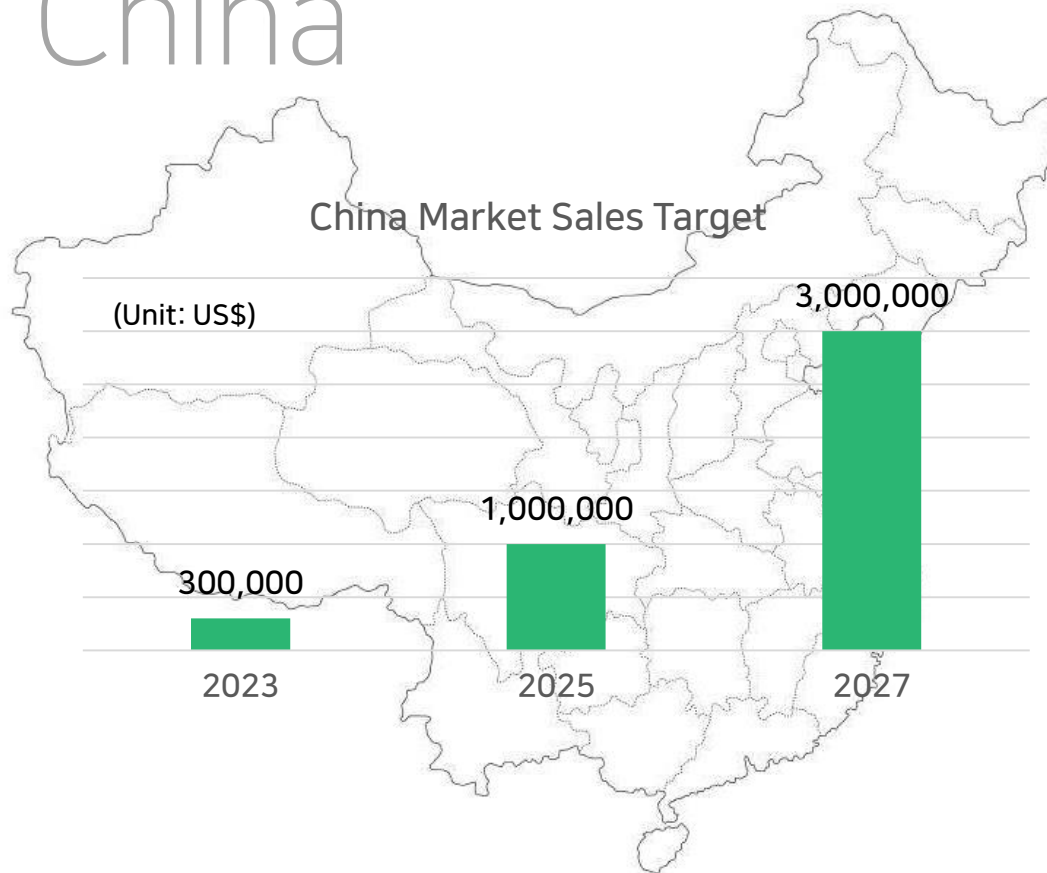 China
China Market Sales Target
(Unit: US$)
3,000,000
1,000,000
300,000
2023 2025 2027